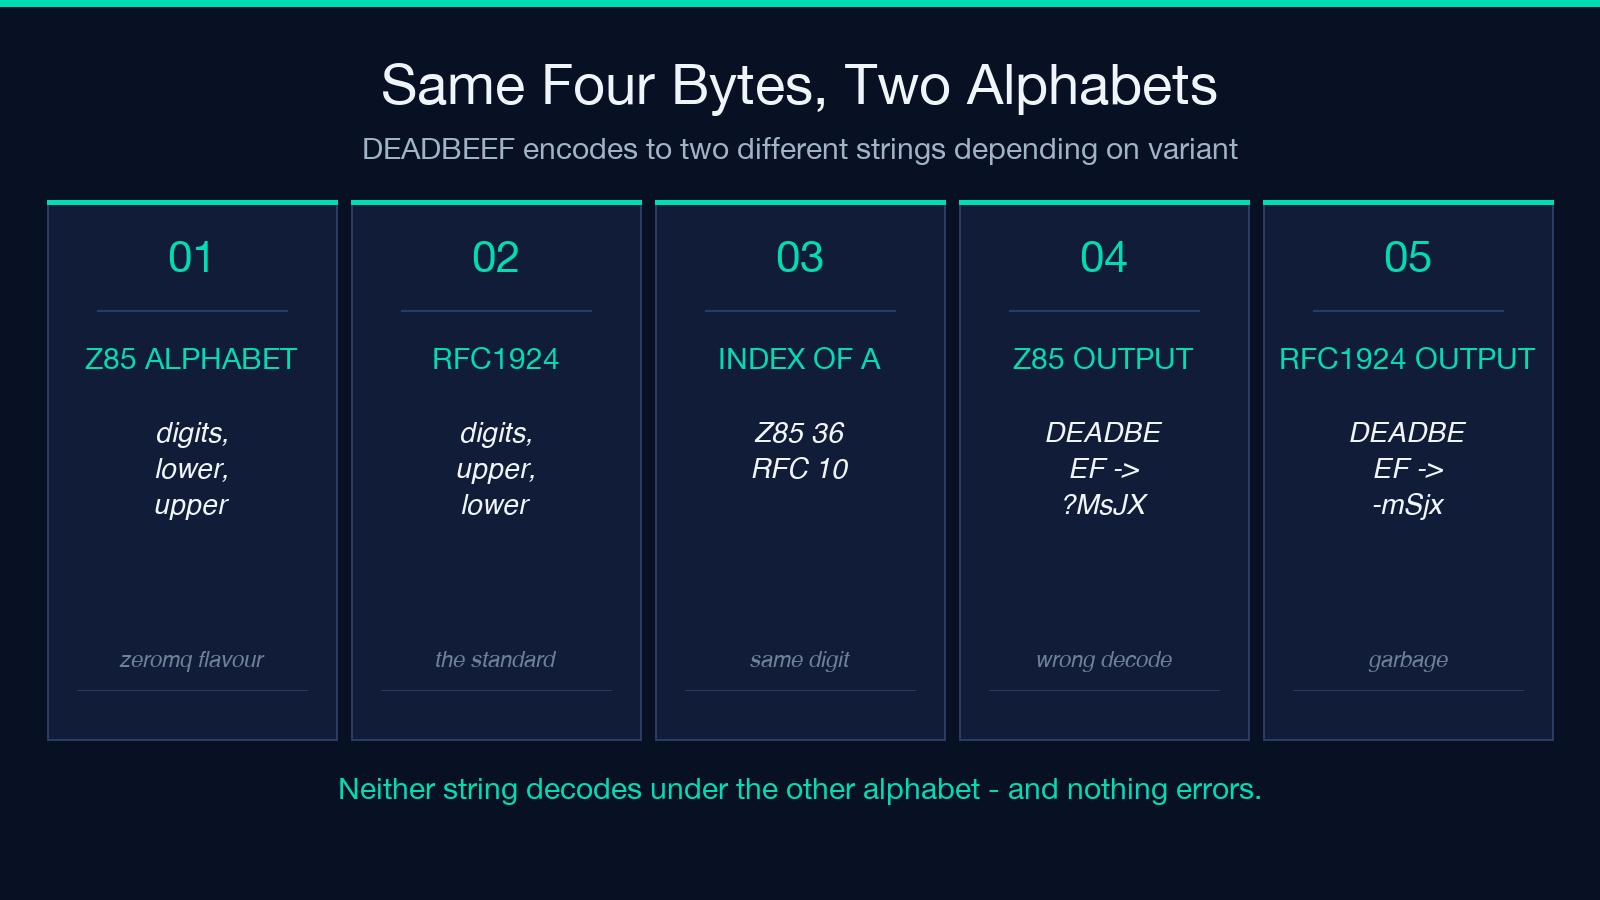 Same Four Bytes, Two Alphabets
DEADBEEF encodes to two different strings depending on variant
01
Z85 ALPHABET
digits,
lower,
upper
zeromq flavour
02
RFC1924
digits,
upper,
lower
the standard
03
INDEX OF A
Z85 36
RFC 10
same digit
04
Z85 OUTPUT
DEADBE
EF ->
?MsJX
wrong decode
05
RFC1924 OUTPUT
DEADBE
EF ->
-mSjx
garbage
Neither string decodes under the other alphabet - and nothing errors.